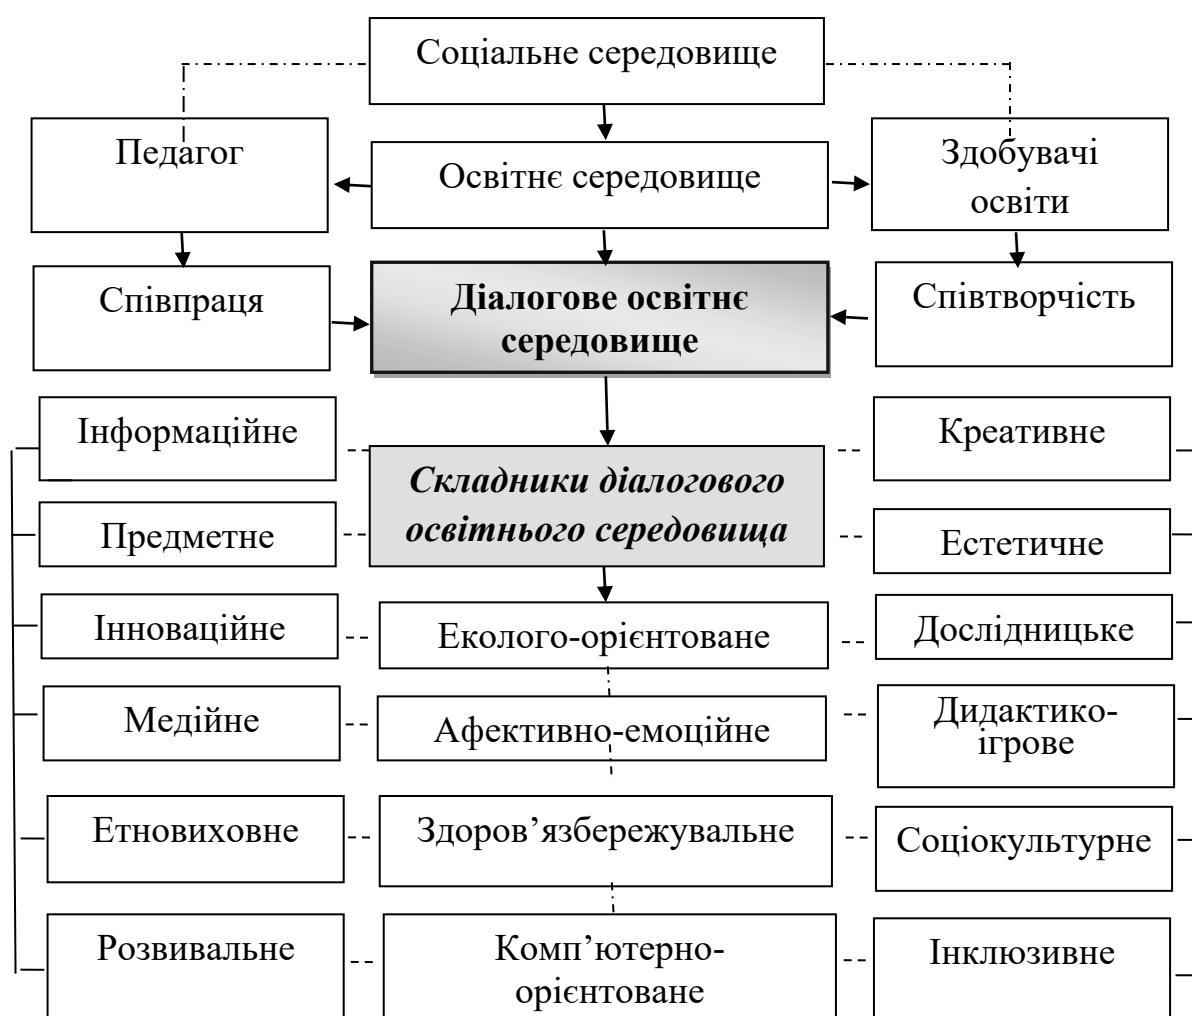 Соціальне середовище
Педагог
Освітнє середовище
Здобувачі
освіти
Співпраця
Діалогове освітнє
середовище
Співтворчість
Інформаційне
Складники діалогового
освітнього середовища
Креативне
Предметне
Естетичне
Інноваційне
Еколого-орієнтоване
Дослідницьке
Медійне
Афективно-емоційне
Дидактико-
ігрове
Етновиховне
Здоров’язбережувальне
Соціокультурне
Розвивальне
Комп’ютерно-
орієнтоване
Інклюзивне